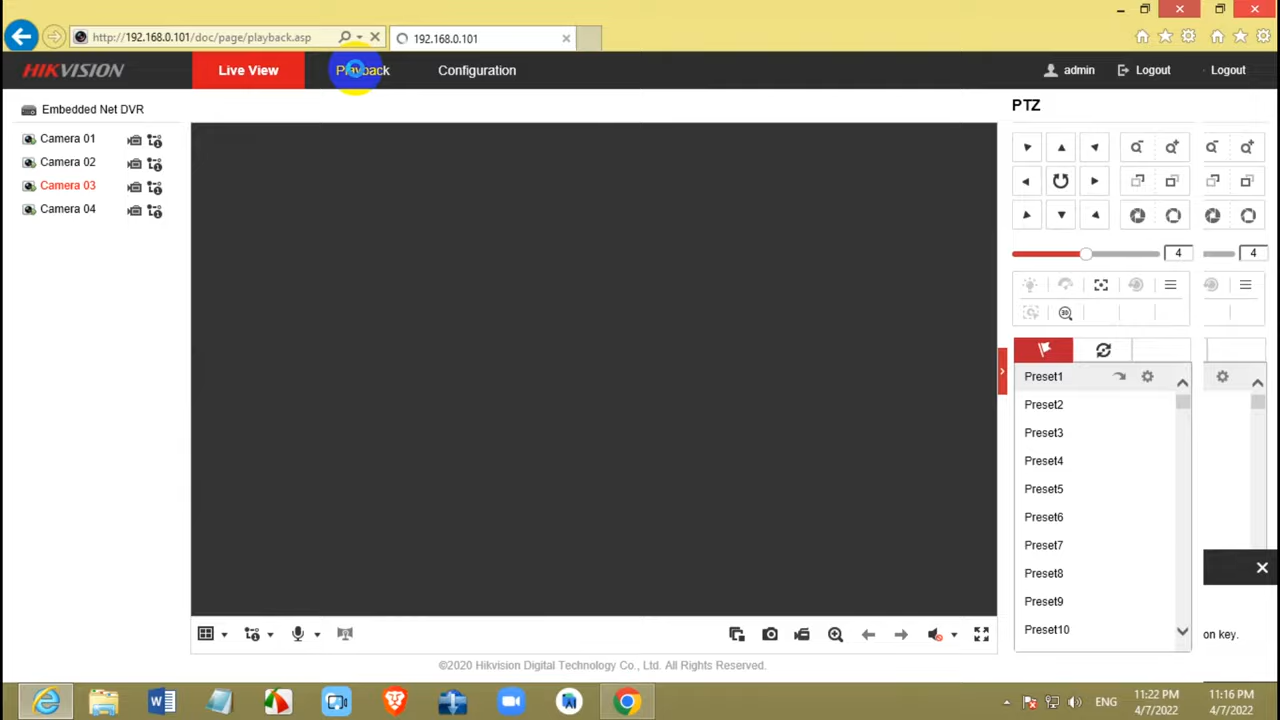 http://192.168.0.101/doc/page/playback.asp
192.168.0.101
HIKVISION
Live View
Playback
Configuration
admin
Logout
Logout
Embedded Net DVR
Camera 01
Camera 02
Camera 03
Camera 04
PTZ
4
4
3D
Preset1
Preset2
Preset3
Preset4
Preset5
Preset6
Preset7
Preset8
Preset9
Preset10
on key.
©2020 Hikvision Digital Technology Co., Ltd. All Rights Reserved.
ENG
11:22 PM
4/7/2022
11:16 PM
4/7/2022